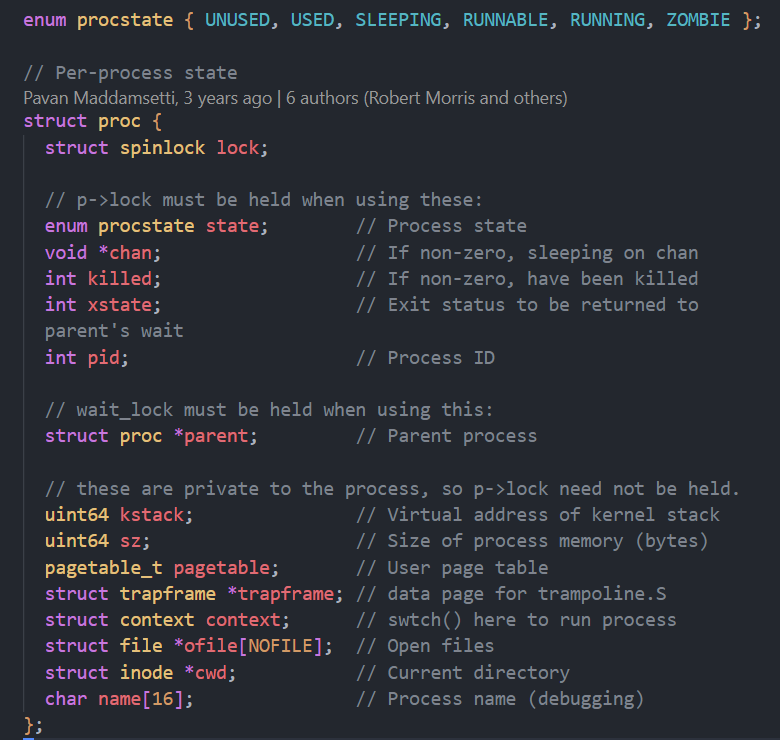 enum procstate { UNUSED, USED, SLEEPING, RUNNABLE, RUNNING, ZOMBIE };
// Per-process state
Pavan Maddamsetti, 3 years ago | 6 authors (Robert Morris and others)
struct proc {
  struct spinlock lock;
  // p->lock must be held when using these:
  enum procstate state;        // Process state
  void *chan;                  // If non-zero, sleeping on chan
  int killed;                  // If non-zero, have been killed
  int xstate;                  // Exit status to be returned to
  parent's wait
  int pid;                     // Process ID
  // wait_lock must be held when using this:
  struct proc *parent;         // Parent process
  // these are private to the process, so p->lock need not be held.
  uint64 kstack;               // Virtual address of kernel stack
  uint64 sz;                   // Size of process memory (bytes)
  pagetable_t pagetable;       // User page table
  struct trapframe *trapframe; // data page for trampoline.S
  struct context context;      // swtch() here to run process
  struct file *ofile[NOFILE];  // Open files
  struct inode *cwd;           // Current directory
  char name[16];               // Process name (debugging)
};